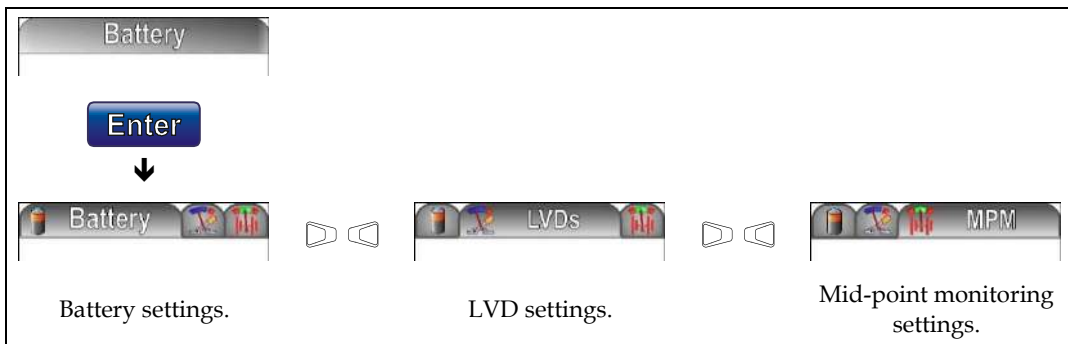 Battery
Enter
Battery
LVDs
MPM
Battery settings.
LVD settings.
Mid-point monitoring
settings.